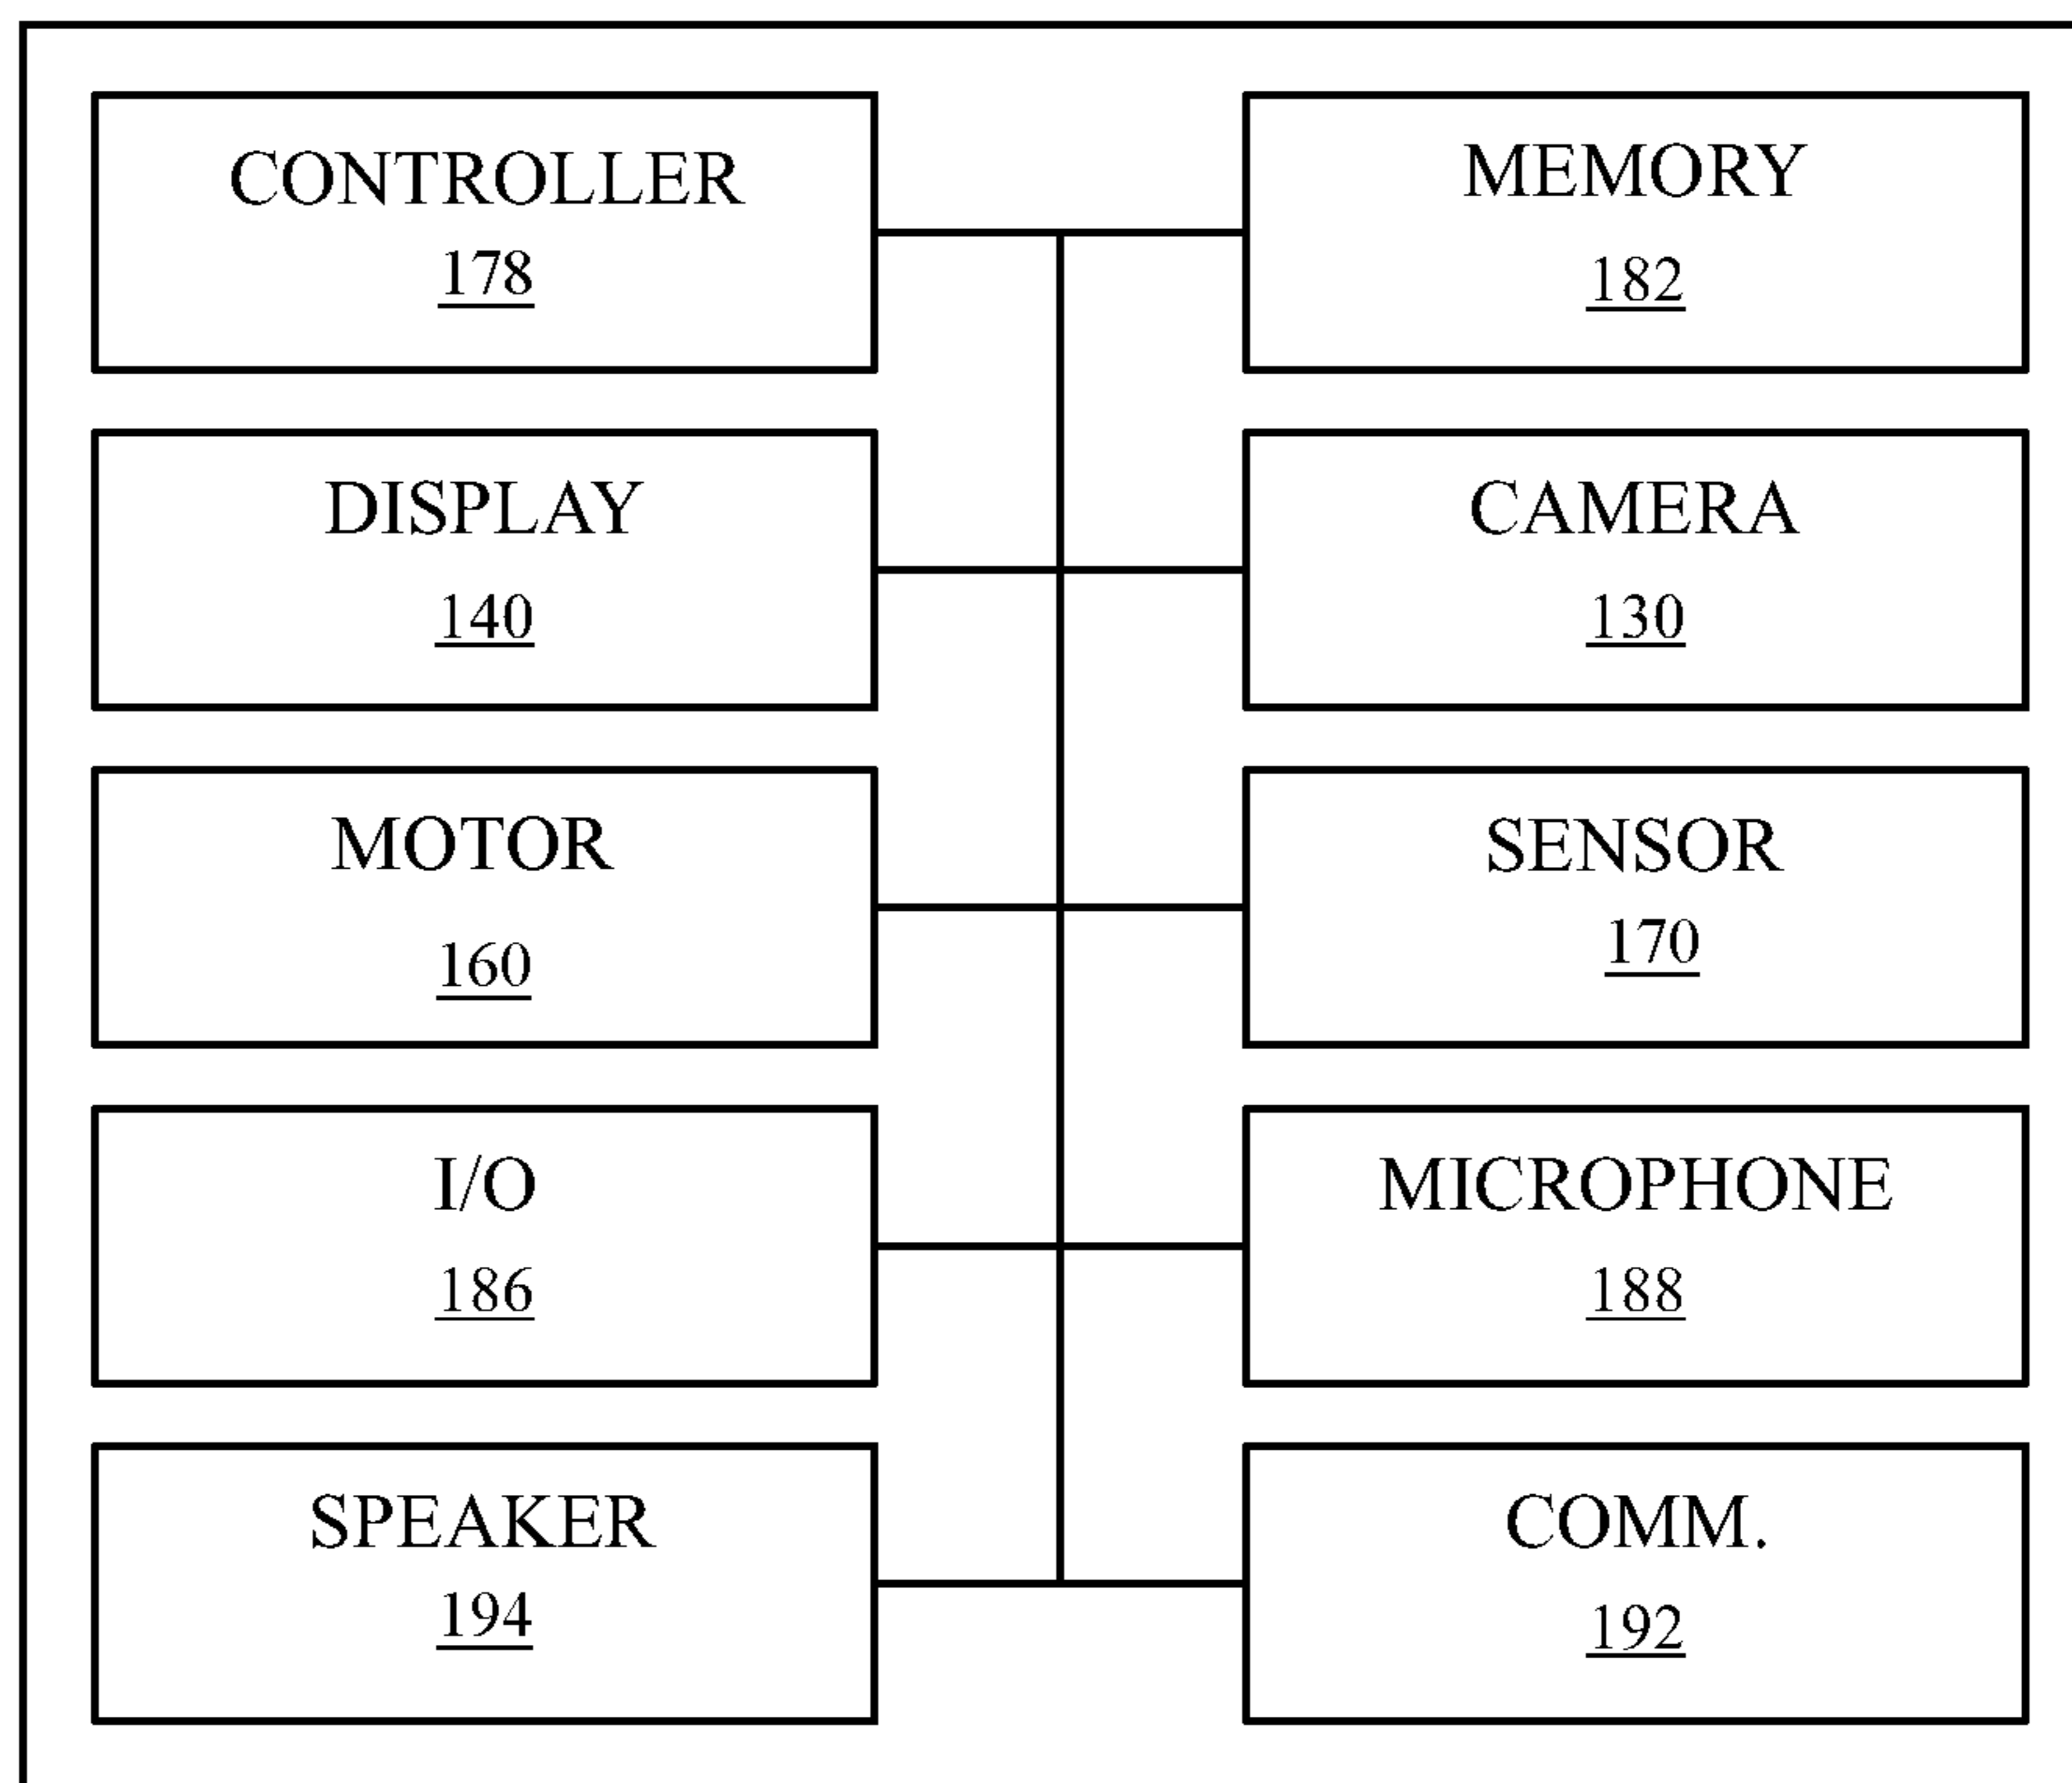 CONTROLLER
178
MEMORY
182
DISPLAY
140
CAMERA
130
MOTOR
160
SENSOR
170
I/O
186
MICROPHONE
188
SPEAKER
194
COMM.
192